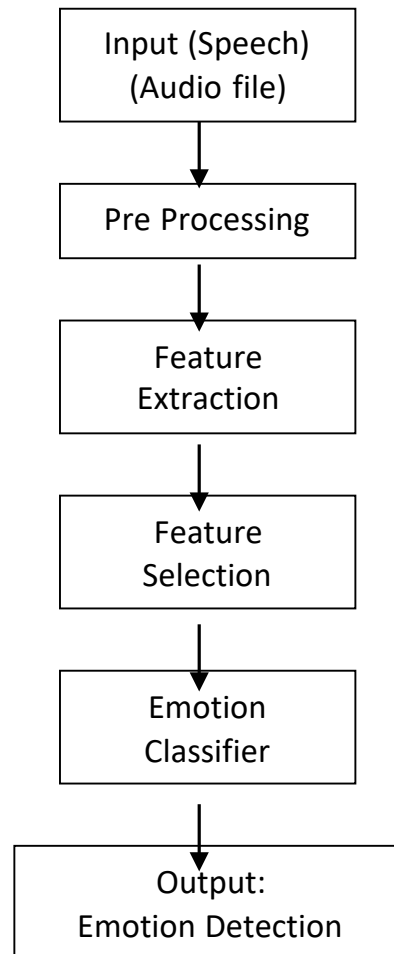 Input (Speech)
(Audio file)
Pre Processing
Feature
Extraction
Feature
Selection
Emotion
Classifier
Output:
Emotion Detection